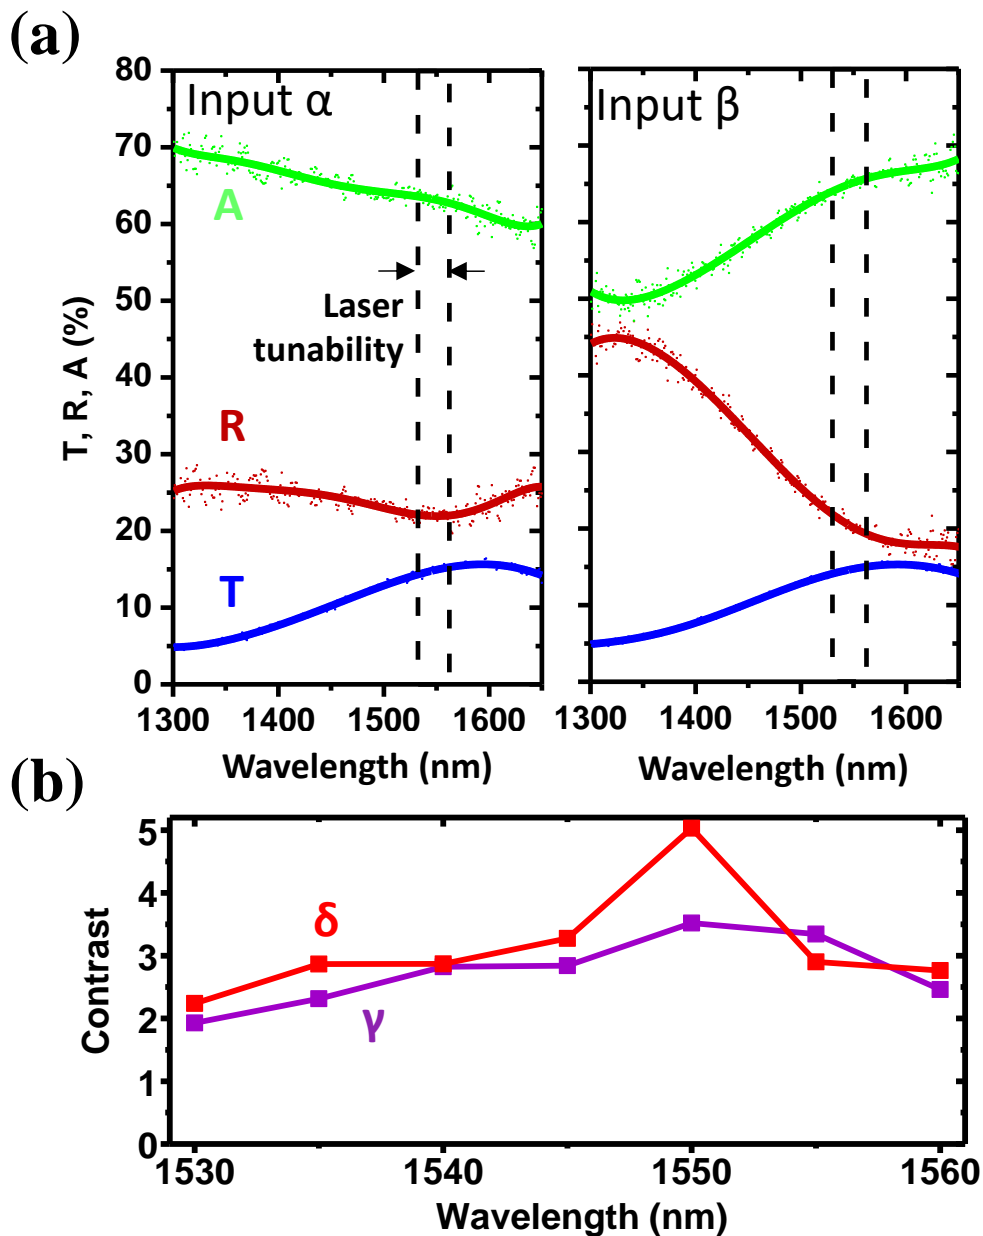 (a)
Input α
Input β
80
70
60
50
40
30
20
10
0
T, R, A (%)
A
R
T
Laser
tunability
1300 1400 1500 1600
1300 1400 1500 1600
Wavelength (nm)
Wavelength (nm)
(b)
5
4
3
2
1
0
Contrast
δ
γ
1530 1540 1550 1560
Wavelength (nm)